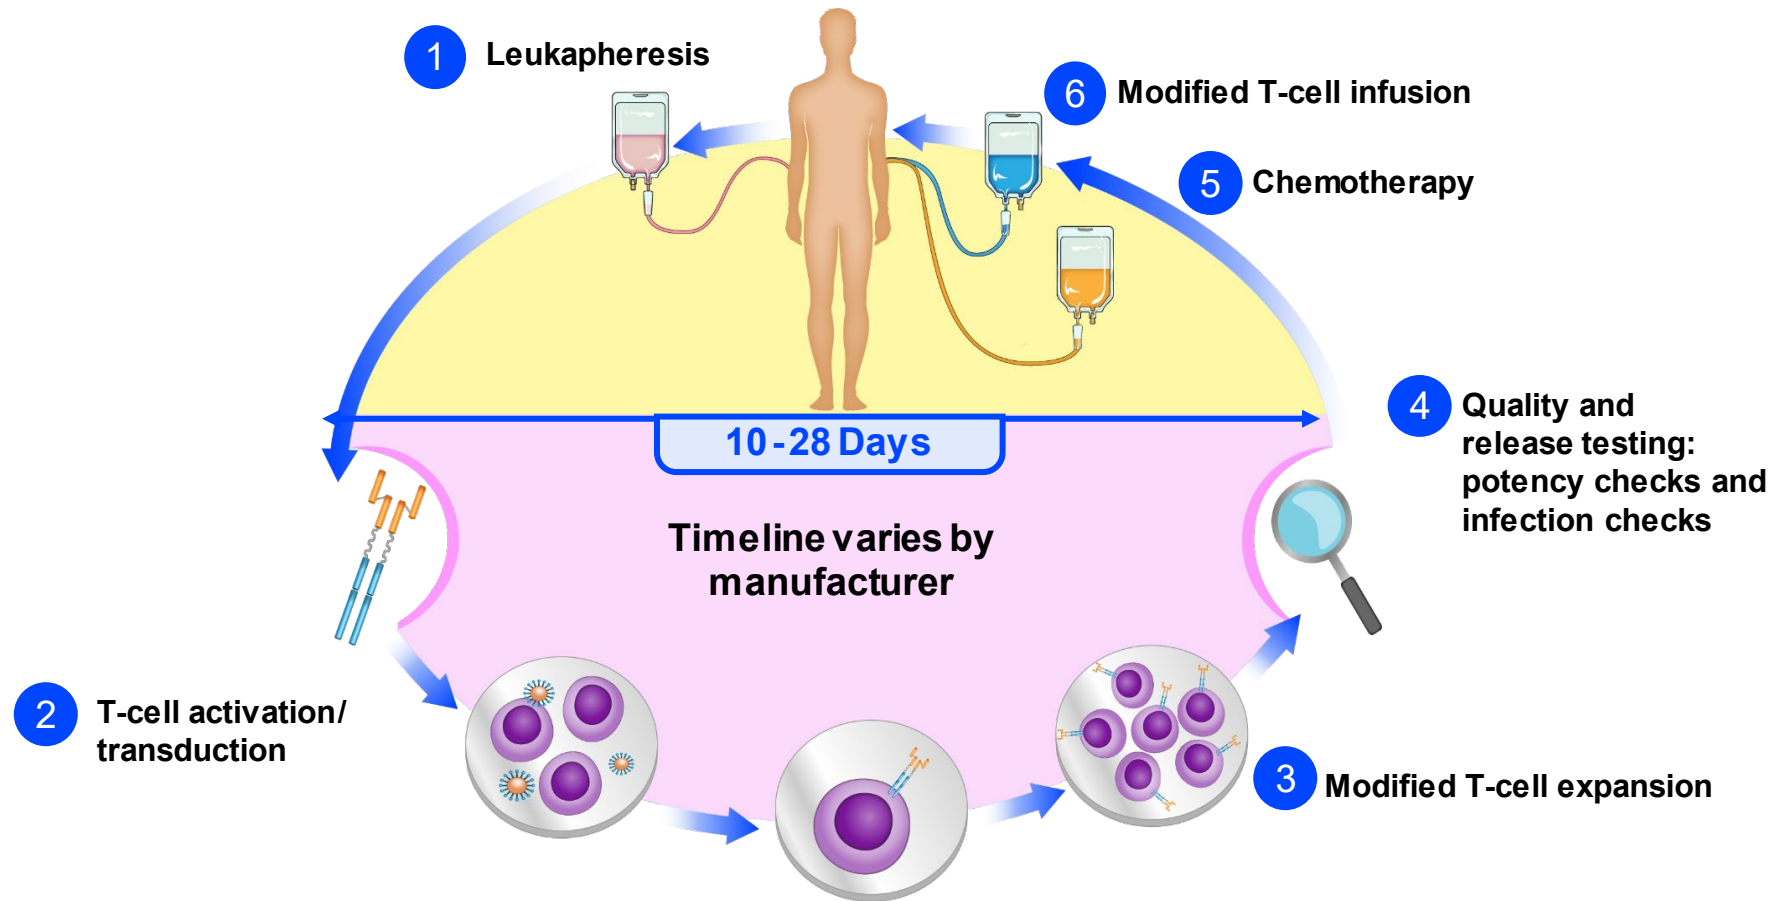 1 Leukapheresis
6 Modified T-cell infusion
5 Chemotherapy
4 Quality and
release testing:
potency checks and
infection checks
10-28 Days
Timeline varies by
manufacturer
2 T-cell activation/
transduction
3 Modified T-cell expansion